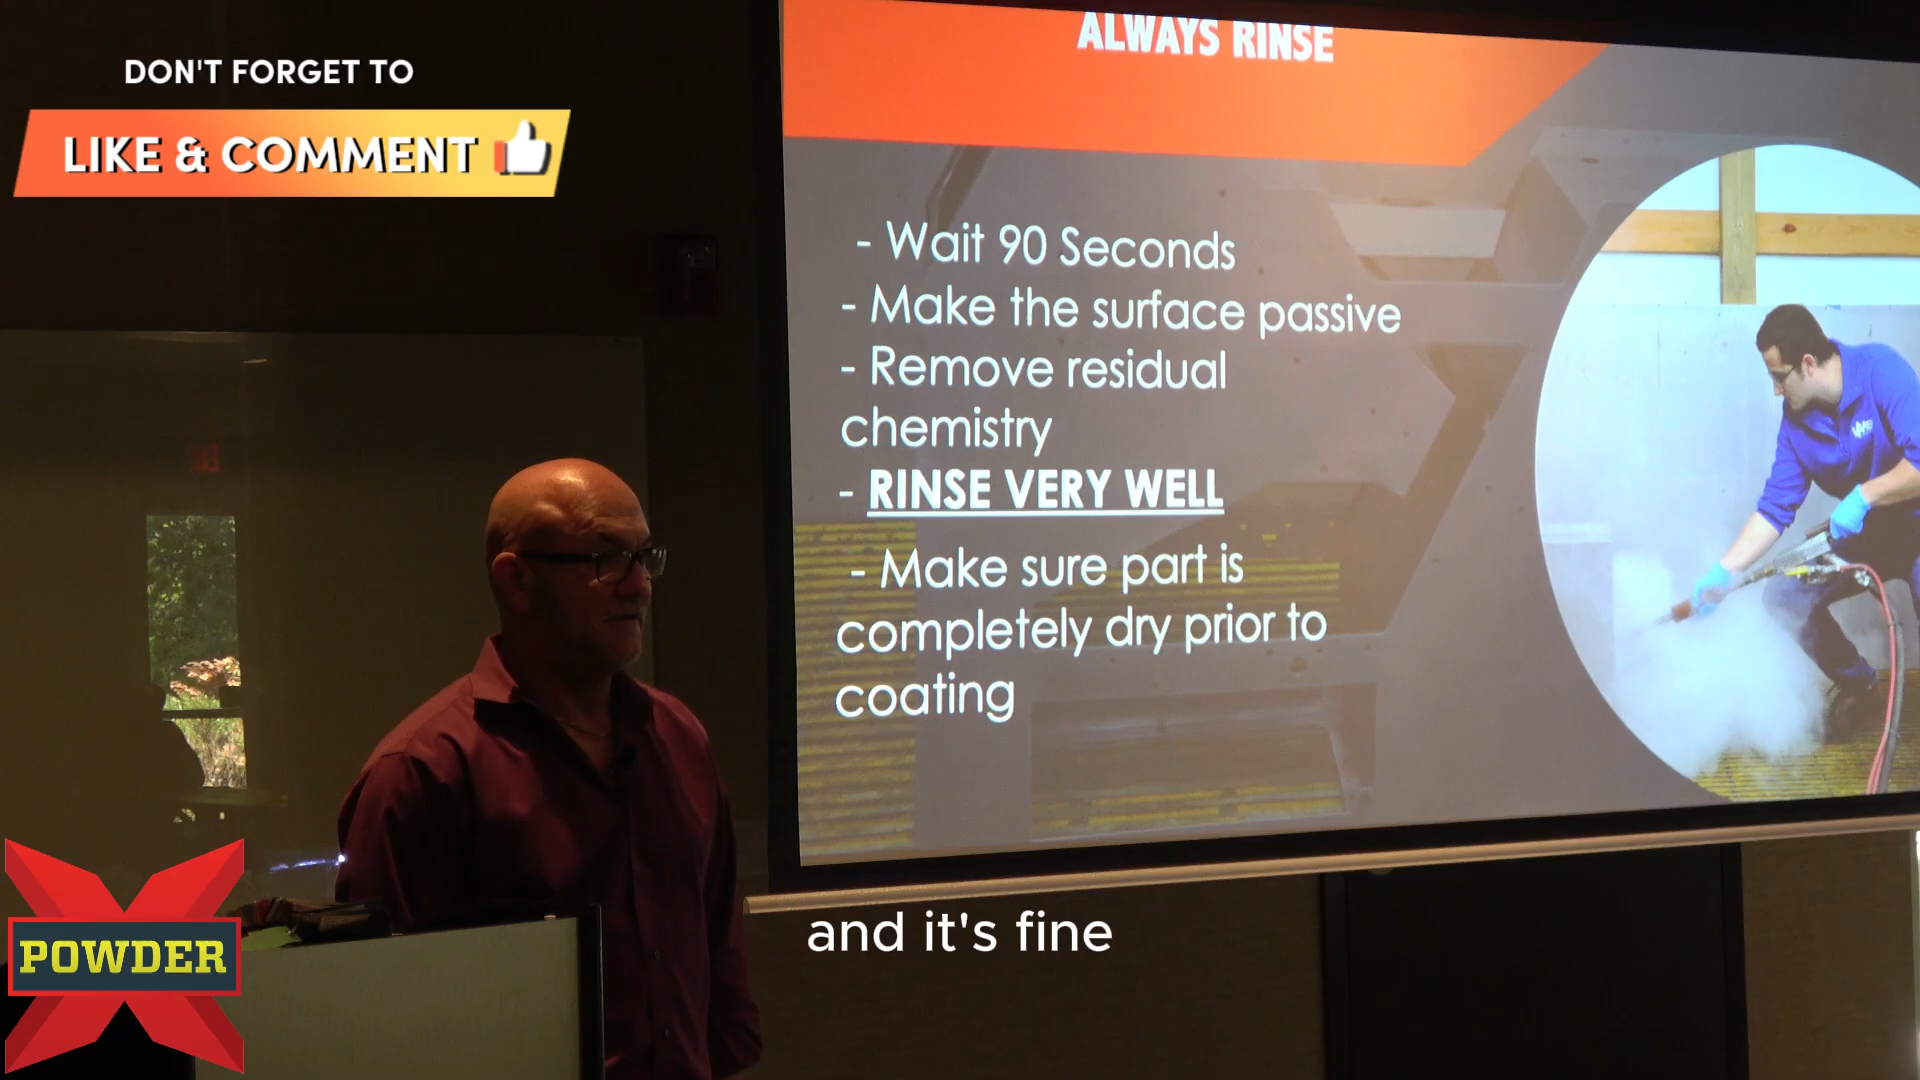 DON'T FORGET TO
LIKE & COMMENT
ALWAYS RINSE
- Wait 90 Seconds
- Make the surface passive
- Remove residual
chemistry
- RINSE VERY WELL
- Make sure part is
completely dry prior to
coating
and it's fine
POWDER